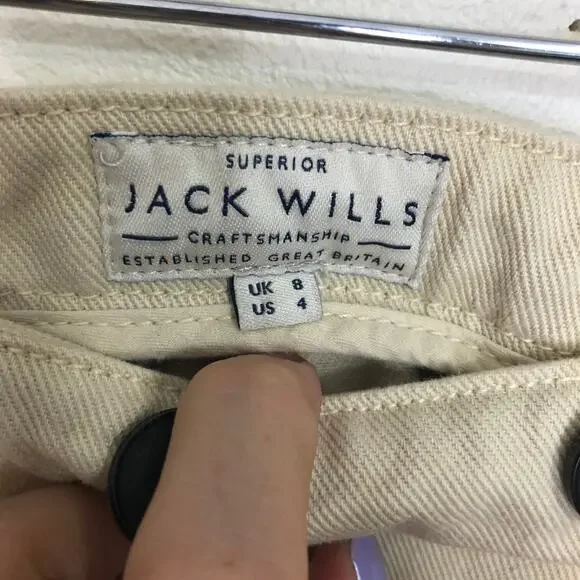 SUPERIOR
JACK WILLS
CRAFTSMANSHIP
ESTABLISHED GREAT BRITAIN
UK 8
US 4